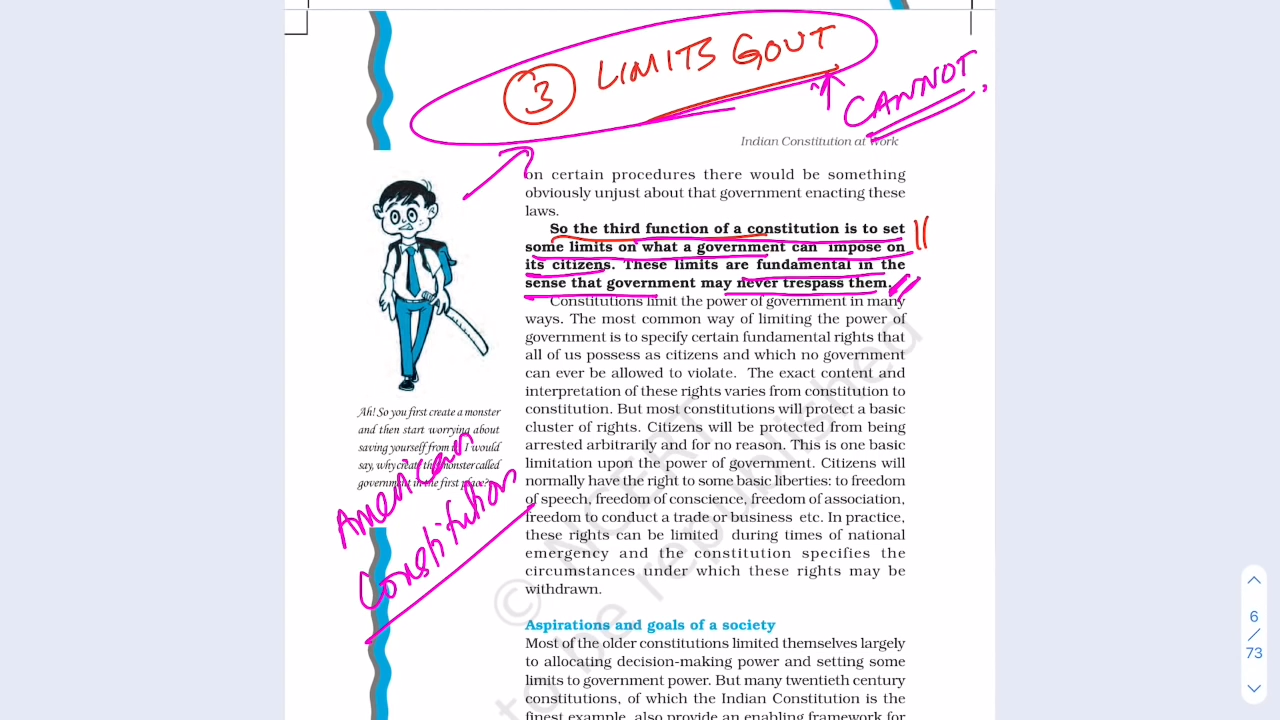 3 LIMITS GOUT
CANNOT.
Indian Constitution at work
on certain procedures there would be something
obviously unjust about that government enacting these
laws.
So the third function of a constitution is to set
some limits on what a government can impose on
its citizens. These limits are fundamental in the
sense that government may never trespass them.
Constitutions limit the power of government in many
ways. The most common way of limiting the power of
government is to specify certain fundamental rights that
all of us possess as citizens and which no government
can ever be allowed to violate. The exact content and
interpretation of these rights varies from constitution to
constitution. But most constitutions will protect a basic
cluster of rights. Citizens will be protected from being
arrested arbitrarily and for no reason. This is one basic
limitation upon the power of government. Citizens will
normally have the right to some basic liberties: to freedom
of speech, freedom of conscience, freedom of association,
freedom to conduct a trade or business etc. In practice,
these rights can be limited during times of national
emergency and the constitution specifies the
circumstances under which these rights may be
withdrawn.
Ah! So you first create a monster
and then start worrying about
saving yourself from it. I would
say, why create this monster called
government in the first place?
American
Constitution
Aspirations and goals of a society
Most of the older constitutions limited themselves largely
to allocating decision-making power and setting some
limits to government power. But many twentieth century
constitutions, of which the Indian Constitution is the
finest example, also provide an enabling framework for
© NCERT
to be republished
6
/
73